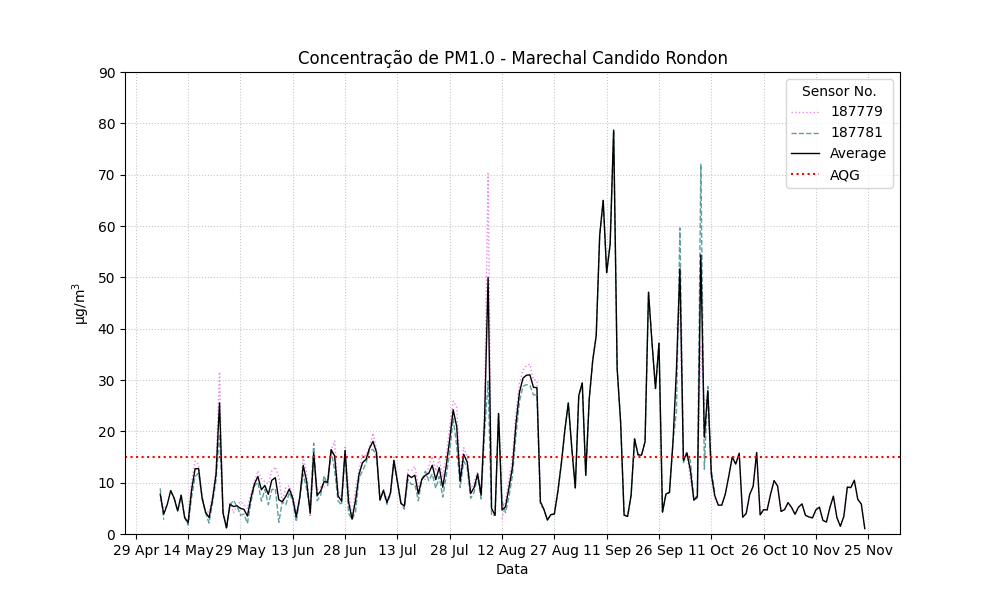 Concentração de PM1.0 - Marechal Candido Rondon
90
80
70
60
50
40
30
20
10
0
μg/m³
Sensor No.
187779
187781
Average
AQG
29 Apr 14 May 29 May 13 Jun 28 Jun 13 Jul 28 Jul 12 Aug 27 Aug 11 Sep 26 Sep 11 Oct 26 Oct 10 Nov 25 Nov
Data